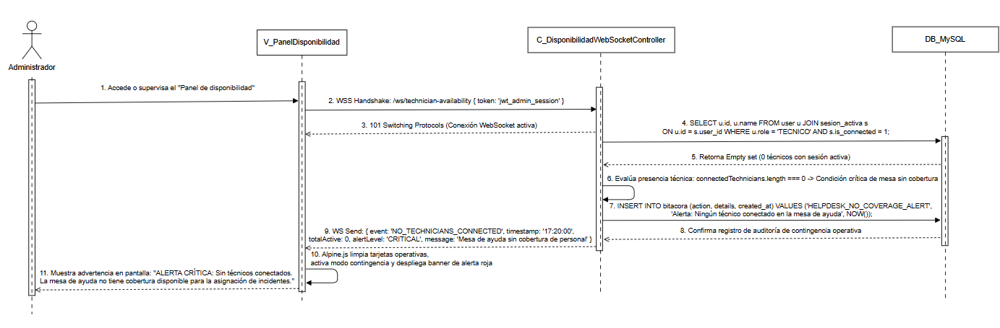 Administrador
V_PanelDisponibilidad
C_DisponibilidadWebSocketController
DB_MySQL
1. Accede o supervisa el "Panel de disponibilidad"
2. WSS Handshake: /ws/technician-availability { token: 'jwt_admin_session' }
3. 101 Switching Protocols (Conexión WebSocket activa)
4. SELECT u.id, u.name FROM user u JOIN sesion_activa s
ON u.id = s.user_id WHERE u.role = 'TECNICO' AND s.is_connected = 1;
5. Retorna Empty set (0 técnicos con sesión activa)
6. Evalúa presencia técnica: connectedTechnicians.length === 0 -> Condición crítica de mesa sin cobertura
7. INSERT INTO bitacora (action, details, created_at) VALUES ('HELPDESK_NO_COVERAGE_ALERT',
'Alerta: Ningún técnico conectado en la mesa de ayuda', NOW());
8. Confirma registro de auditoría de contingencia operativa
9. WS Send: { event: 'NO_TECHNICIANS_CONNECTED', timestamp: '17:20:00',
totalActive: 0, alertLevel: 'CRITICAL', message: 'Mesa de ayuda sin cobertura de personal' }
10. Alpine.js limpia tarjetas operativas,
activa modo contingencia y despliega banner de alerta roja
11. Muestra advertencia en pantalla: "ALERTA CRÍTICA: Sin técnicos conectados.
La mesa de ayuda no tiene cobertura disponible para la asignación de incidentes."